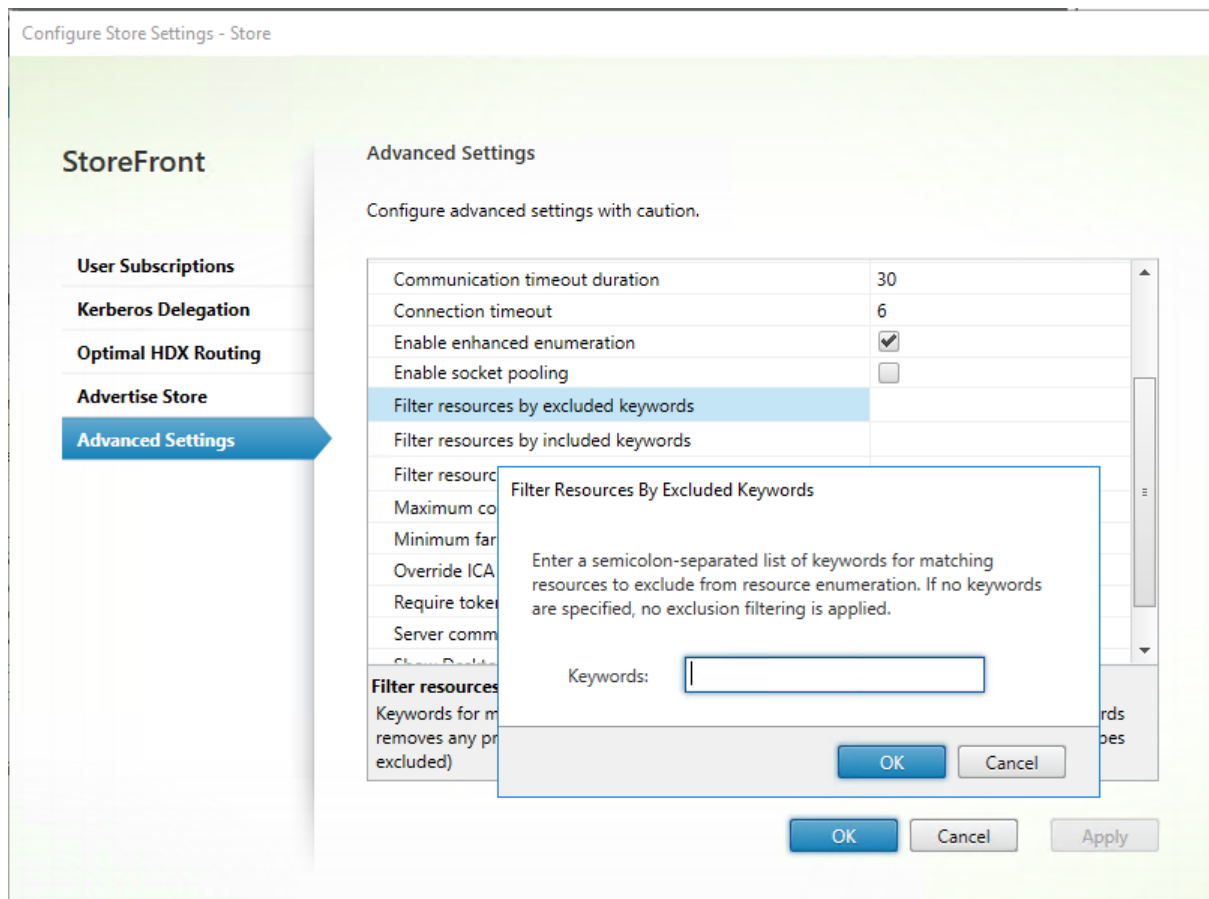 Configure Store Settings - Store
StoreFront
User Subscriptions
Kerberos Delegation
Optimal HDX Routing
Advertise Store
Advanced Settings
Advanced Settings
Configure advanced settings with caution.
Communication timeout duration 30
Connection timeout 6
Enable enhanced enumeration
Enable socket pooling
Filter resources by excluded keywords
Filter resources by included keywords
Filter resourc
Maximum co
Minimum far
Override ICA
Require toke
Server comm
Filter resources
Keywords for m rds
removes any pr pes
excluded)
Filter Resources By Excluded Keywords
Enter a semicolon-separated list of keywords for matching
resources to exclude from resource enumeration. If no keywords
are specified, no exclusion filtering is applied.
Keywords:
OK Cancel
OK Cancel Apply